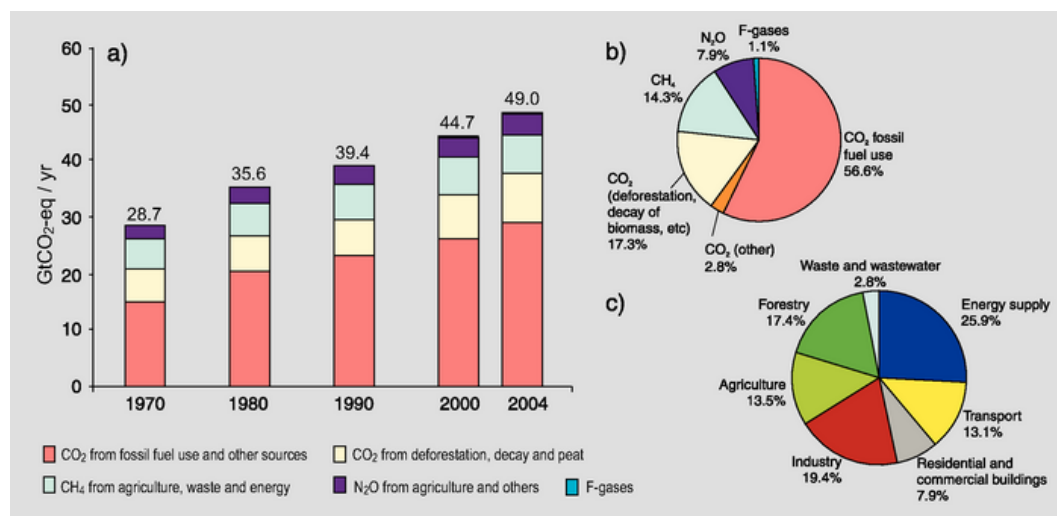 a)
60
50
40
30
20
10
0
GtCO₂-eq / yr
28.7
35.6
39.4
44.7
49.0
1970
1980
1990
2000
2004
CO₂ from fossil fuel use and other sources
CO₂ from deforestation, decay and peat
CH₄ from agriculture, waste and energy
N₂O from agriculture and others
F-gases
b)
F-gases
1.1%
N₂O
7.9%
CH₄
14.3%
CO₂ fossil
fuel use
56.6%
CO₂
(deforestation,
decay of
biomass, etc)
17.3%
CO₂ (other)
2.8%
c)
Waste and wastewater
2.8%
Forestry
17.4%
Energy supply
25.9%
Agriculture
13.5%
Transport
13.1%
Industry
19.4%
Residential and
commercial buildings
7.9%